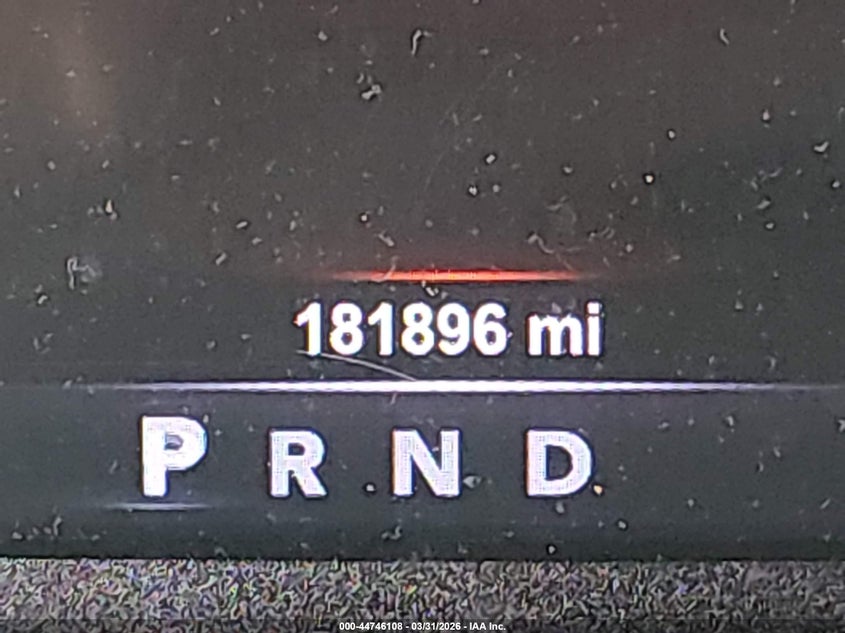 181896 mi
P R N D
000-44746108 - 03/31/2026 - IAA Inc.